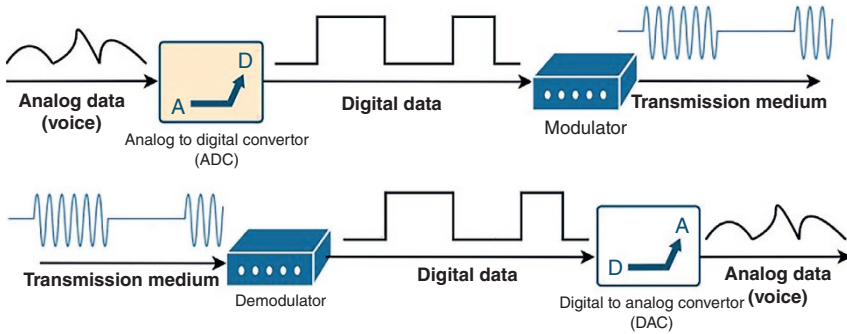 D
A
Analog data
(voice)
Analog to digital convertor
(ADC)
Digital data
Modulator
Transmission medium
Transmission medium
Demodulator
Digital data
A
D
Digital to analog convertor
(DAC)
Analog data
(voice)